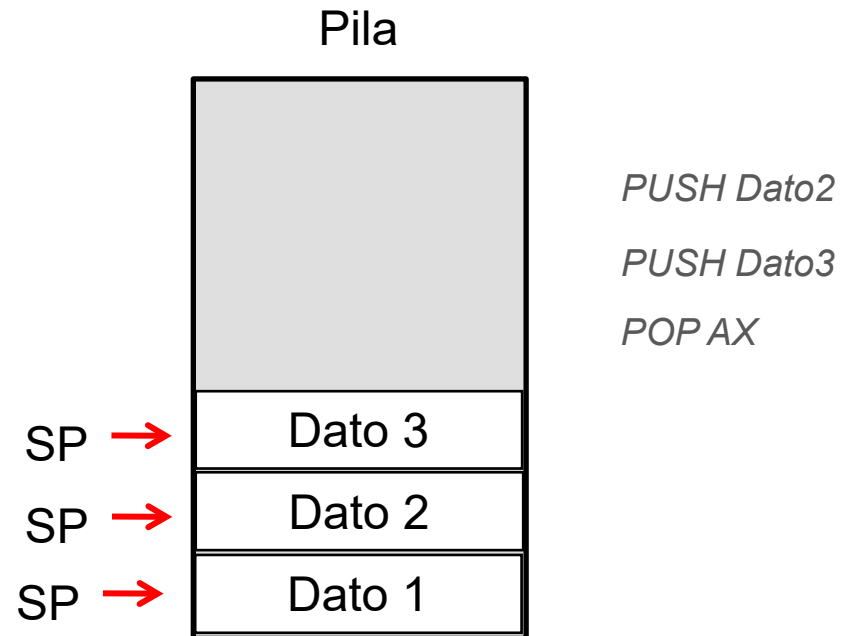 Pila
PUSH Dato2
PUSH Dato3
POP AX
SP
Dato 3
SP
Dato 2
SP
Dato 1